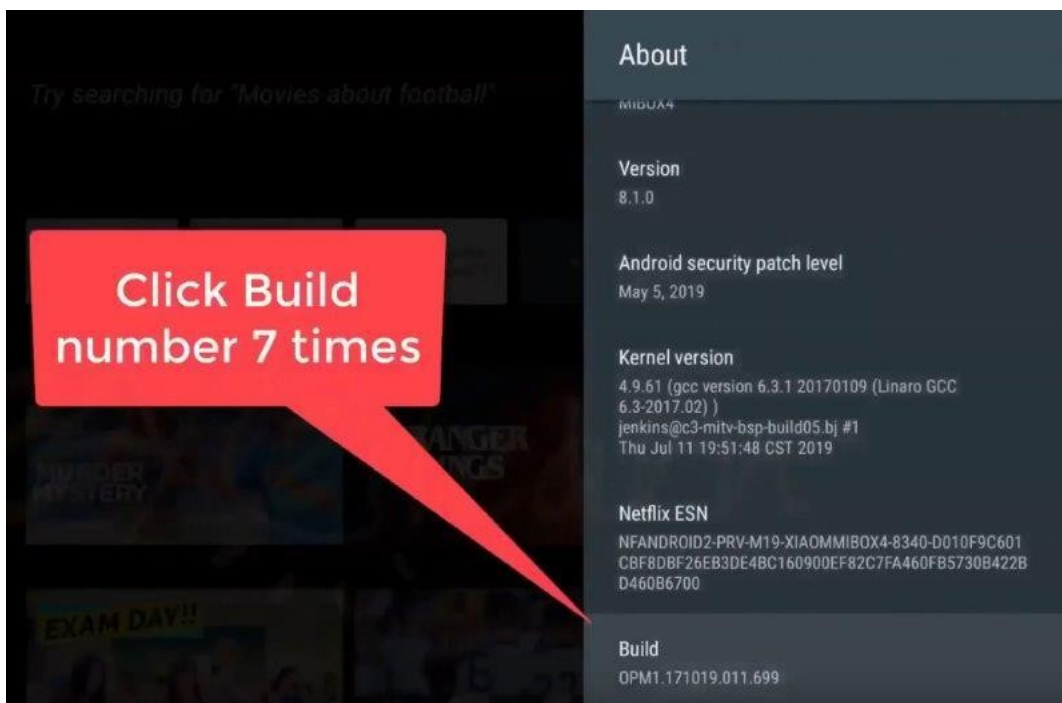 About
Try searching for "Movies about football"
MIBOX4
Version
8.1.0
Android security patch level
May 5, 2019
Click Build
number 7 times
Kernel version
4.9.61 (gcc version 6.3.1 20170109 (Linaro GCC
6.3-2017.02) )
jenkins@c3-mitv-bsp-build05.bj #1
Thu Jul 11 19:51:48 CST 2019
MURDER
MYSTERY
STRANGER
THINGS
Netflix ESN
NFANDROID2-PRV-M19-XIAOMMIBOX4-8340-D010F9C601
CBF8DBF26EB3DE4BC160900EF82C7FA460FB5730B422B
D460B6700
EXAM DAY!!
Build
OPM1.171019.011.699